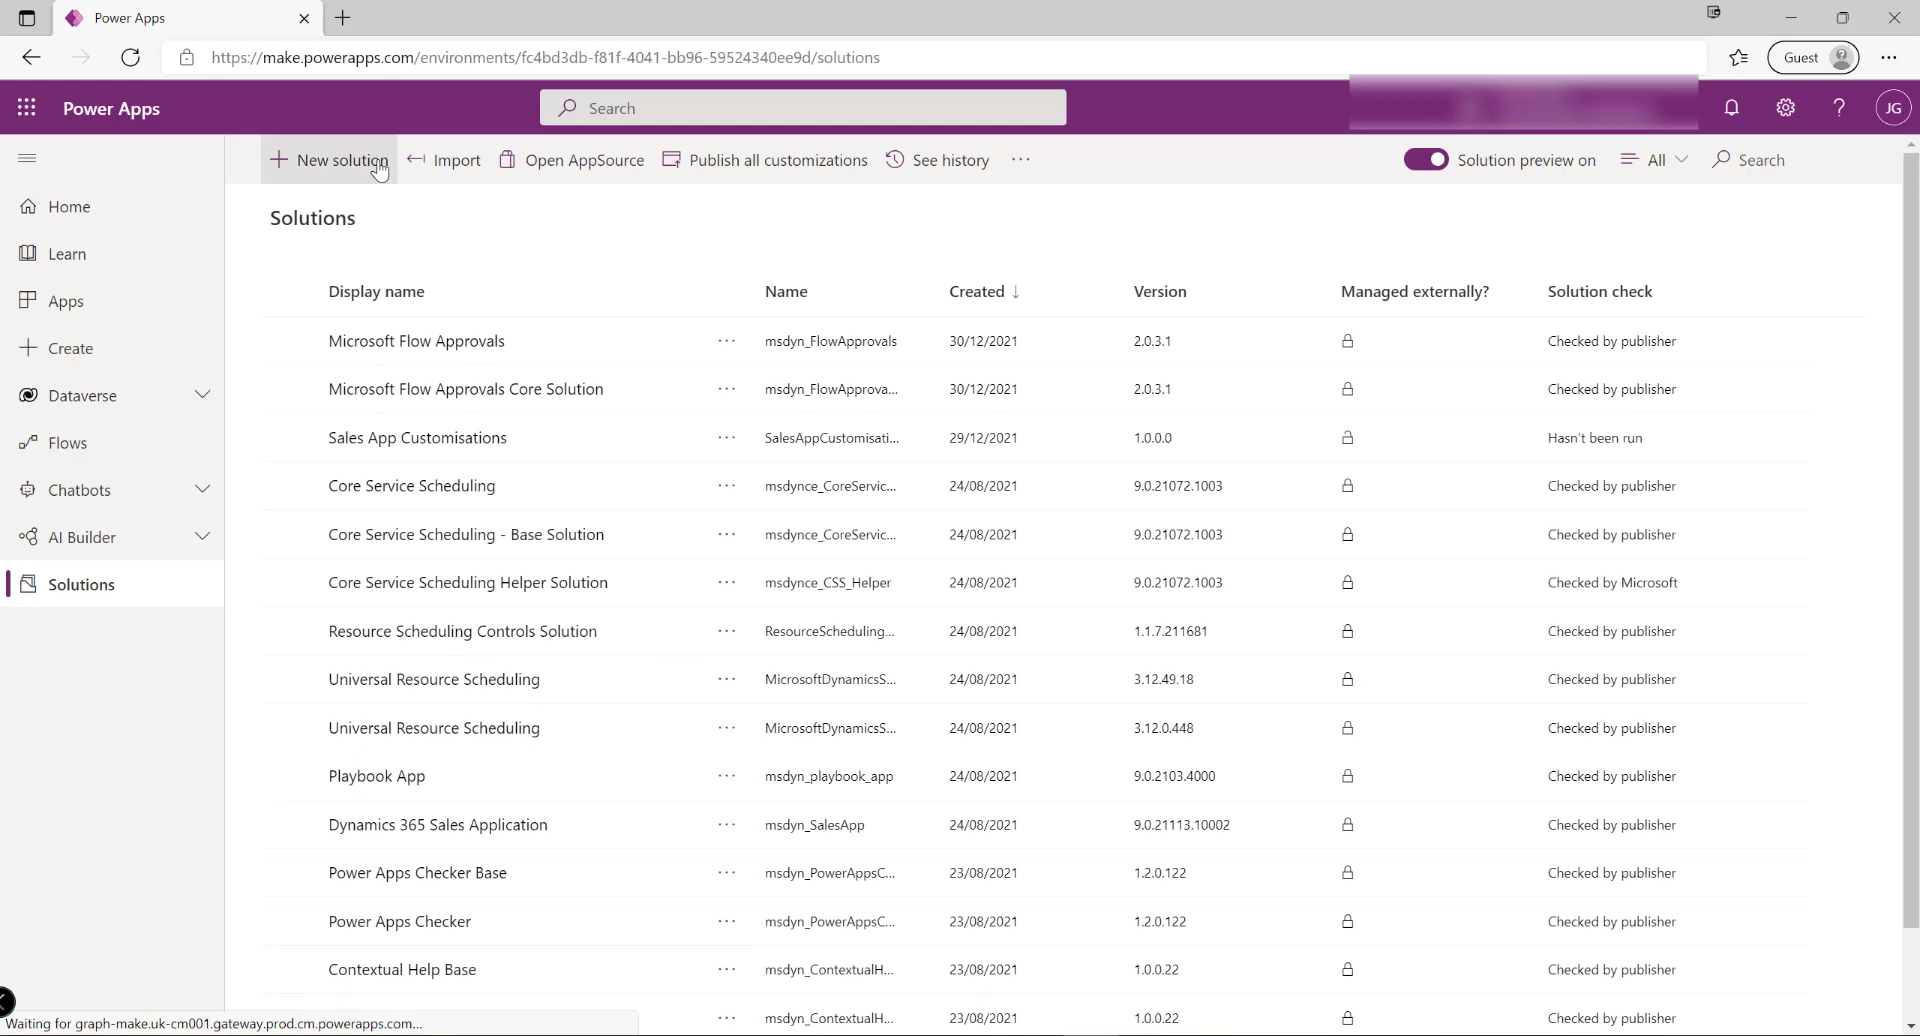 Power Apps
https://make.powerapps.com/environments/fc4bd3db-f81f-4041-bb96-59524340ee9d/solutions
Guest
Power Apps
Search
JG
New solution
Import
Open AppSource
Publish all customizations
See history
Solution preview on
All
Search
Home
Learn
Apps
Create
Dataverse
Flows
Chatbots
AI Builder
Solutions
Solutions
Display name Name Created ↓ Version Managed externally? Solution check
Microsoft Flow Approvals ··· msdyn_FlowApprovals 30/12/2021 2.0.3.1 Checked by publisher
Microsoft Flow Approvals Core Solution ··· msdyn_FlowApprova... 30/12/2021 2.0.3.1 Checked by publisher
Sales App Customisations ··· SalesAppCustomisati... 29/12/2021 1.0.0.0 Hasn't been run
Core Service Scheduling ··· msdynce_CoreServic... 24/08/2021 9.0.21072.1003 Checked by publisher
Core Service Scheduling - Base Solution ··· msdynce_CoreServic... 24/08/2021 9.0.21072.1003 Checked by publisher
Core Service Scheduling Helper Solution ··· msdynce_CSS_Helper 24/08/2021 9.0.21072.1003 Checked by Microsoft
Resource Scheduling Controls Solution ··· ResourceScheduling... 24/08/2021 1.1.7.211681 Checked by publisher
Universal Resource Scheduling ··· MicrosoftDynamicsS... 24/08/2021 3.12.49.18 Checked by publisher
Universal Resource Scheduling ··· MicrosoftDynamicsS... 24/08/2021 3.12.0.448 Checked by publisher
Playbook App ··· msdyn_playbook_app 24/08/2021 9.0.2103.4000 Checked by publisher
Dynamics 365 Sales Application ··· msdyn_SalesApp 24/08/2021 9.0.21113.10002 Checked by publisher
Power Apps Checker Base ··· msdyn_PowerAppsC... 23/08/2021 1.2.0.122 Checked by publisher
Power Apps Checker ··· msdyn_PowerAppsC... 23/08/2021 1.2.0.122 Checked by publisher
Contextual Help Base ··· msdyn_ContextualH... 23/08/2021 1.0.0.22 Checked by publisher
··· msdyn_ContextualH... 23/08/2021 1.0.0.22 Checked by publisher
Waiting for graph-make.uk-cm001.gateway.prod.cm.powerapps.com...